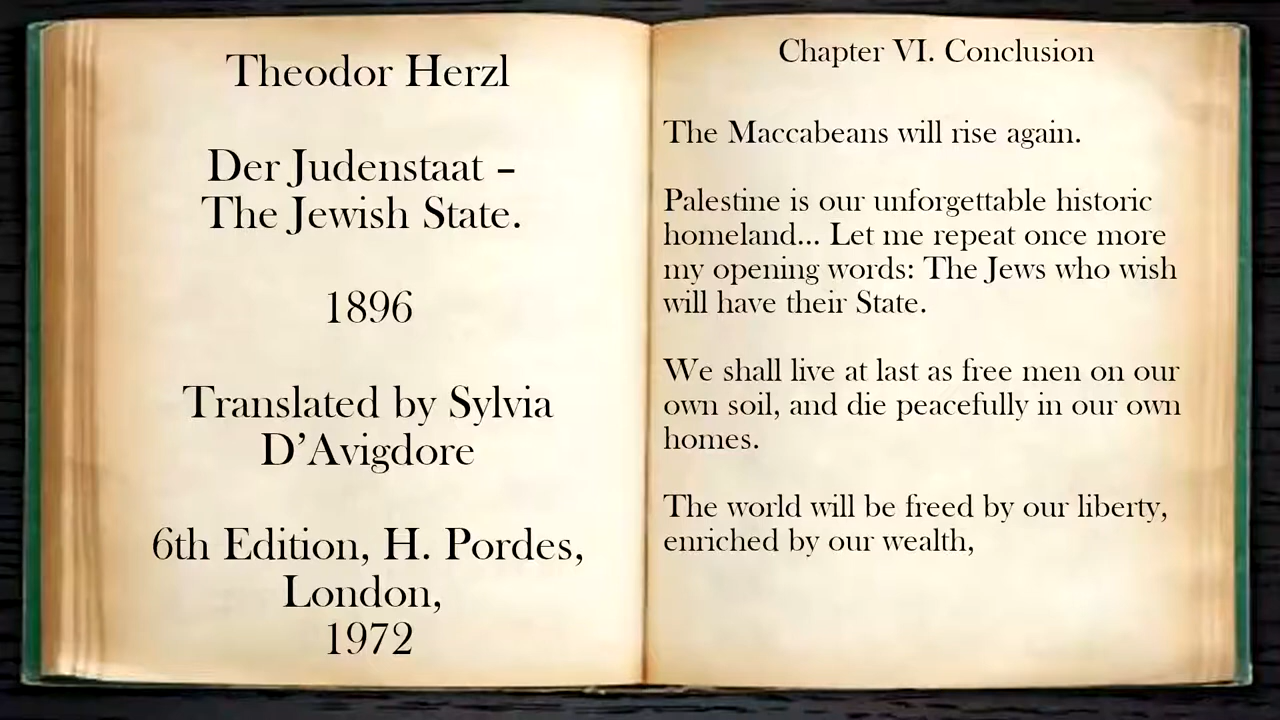 Theodor Herzl
Der Judenstaat –
The Jewish State.
1896
Translated by Sylvia
D’Avigdore
6th Edition, H. Pordes,
London,
1972
Chapter VI. Conclusion
The Maccabeans will rise again.
Palestine is our unforgettable historic
homeland... Let me repeat once more
my opening words: The Jews who wish
will have their State.
We shall live at last as free men on our
own soil, and die peacefully in our own
homes.
The world will be freed by our liberty,
enriched by our wealth,